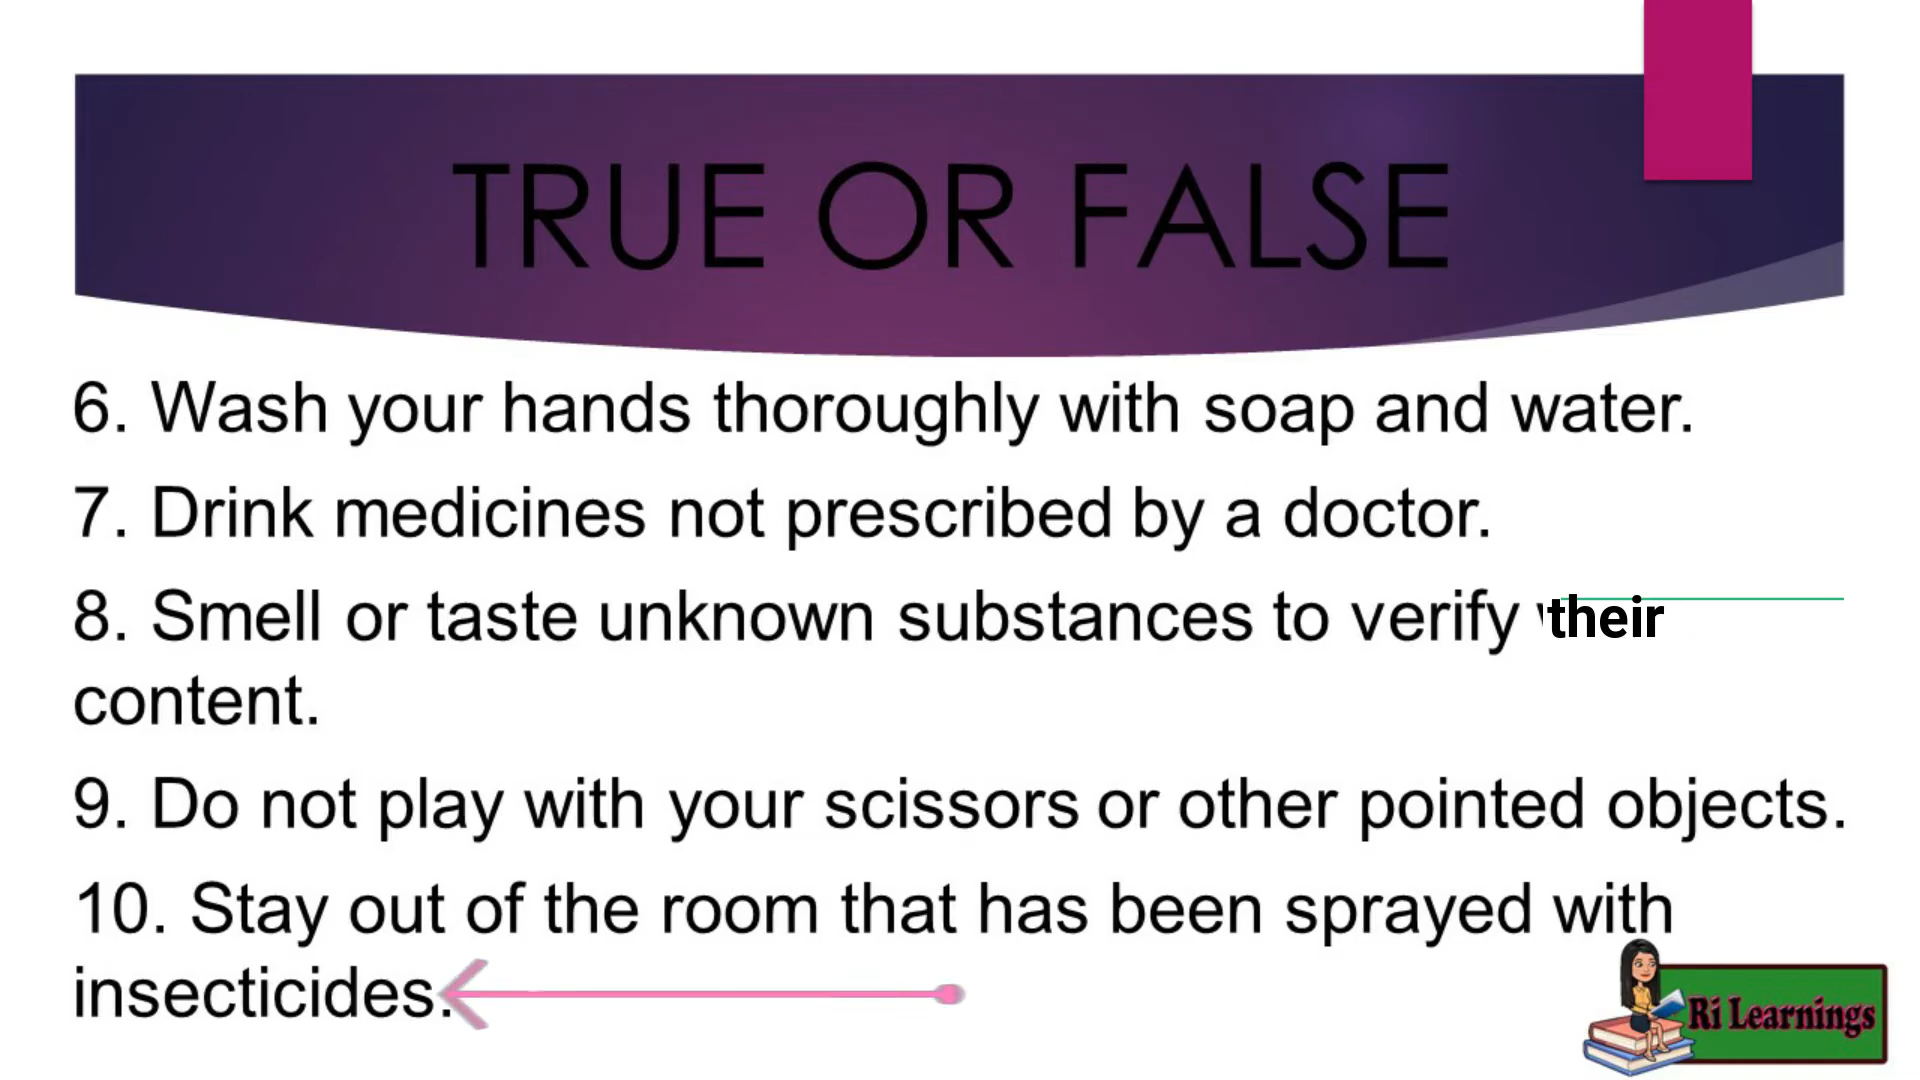 TRUE OR FALSE
6. Wash your hands thoroughly with soap and water.
7. Drink medicines not prescribed by a doctor.
8. Smell or taste unknown substances to verify their
content.
9. Do not play with your scissors or other pointed objects.
10. Stay out of the room that has been sprayed with
insecticides.
Ri Learnings